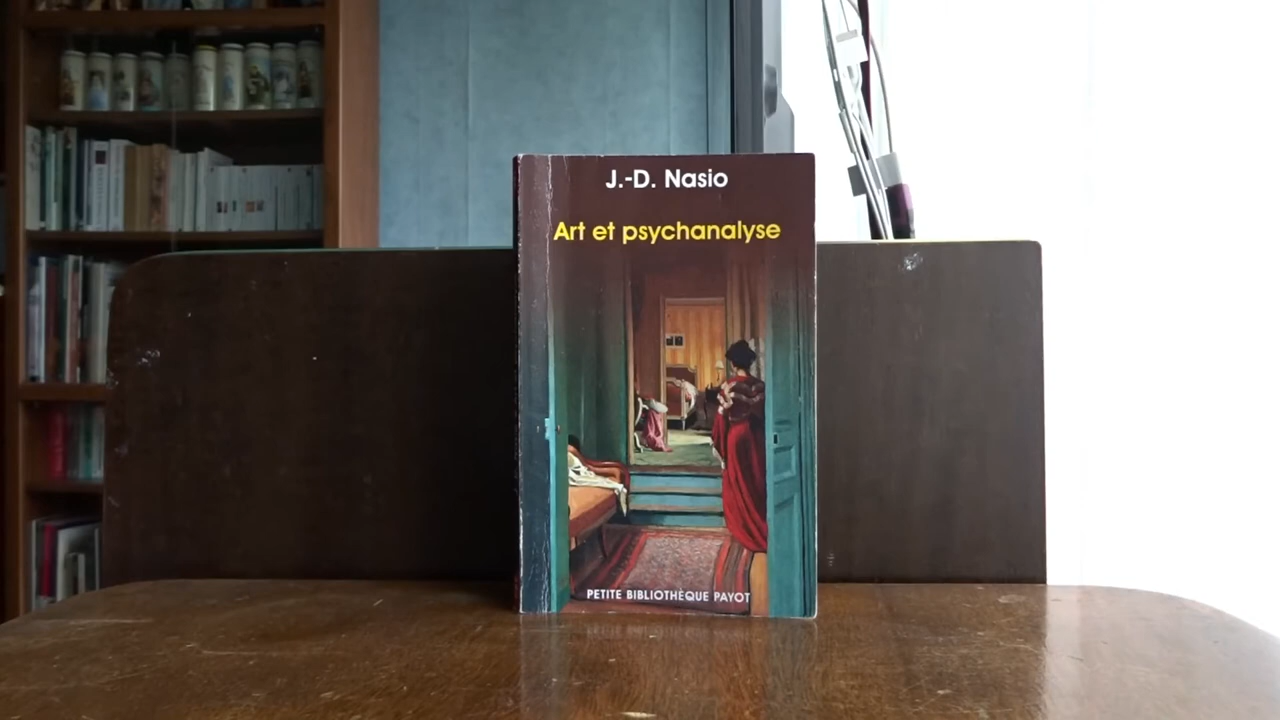 J.-D. Nasio
Art et psychanalyse
PETITE BIBLIOTHÈQUE PAYOT